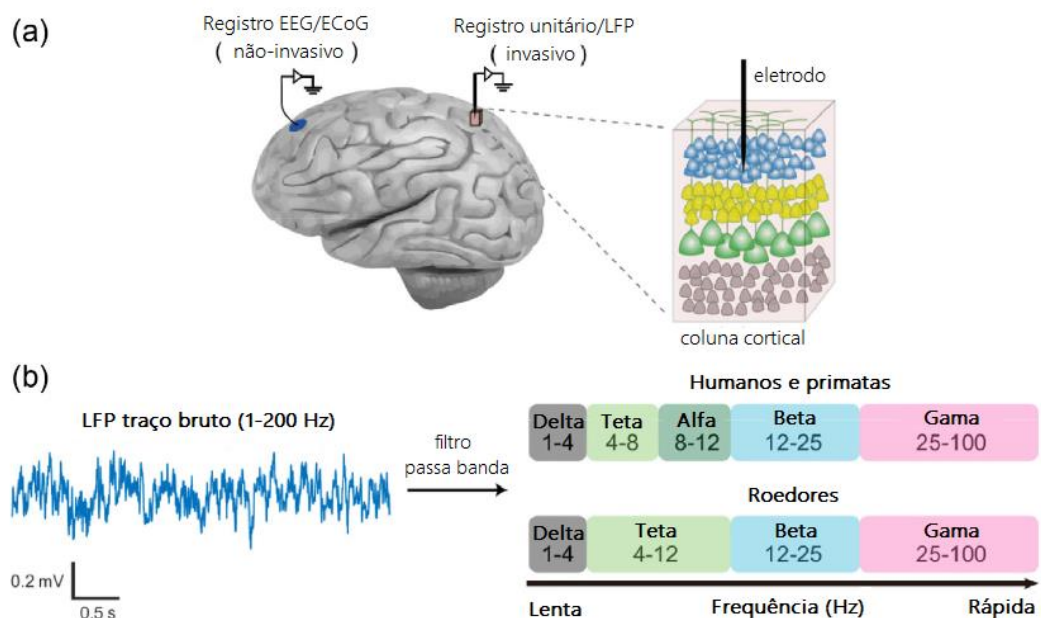 (a)
Registro EEG/ECoG
( não-invasivo )
Registro unitário/LFP
( invasivo )
eletrodo
coluna cortical
(b)
LFP traço bruto (1-200 Hz)
0.2 mV
0.5 s
filtro
passa banda
Humanos e primatas
Delta Teta Alfa Beta Gama
1-4 4-8 8-12 12-25 25-100
Roedores
Delta Teta Beta Gama
1-4 4-12 12-25 25-100
Lenta Frequência (Hz) Rápida